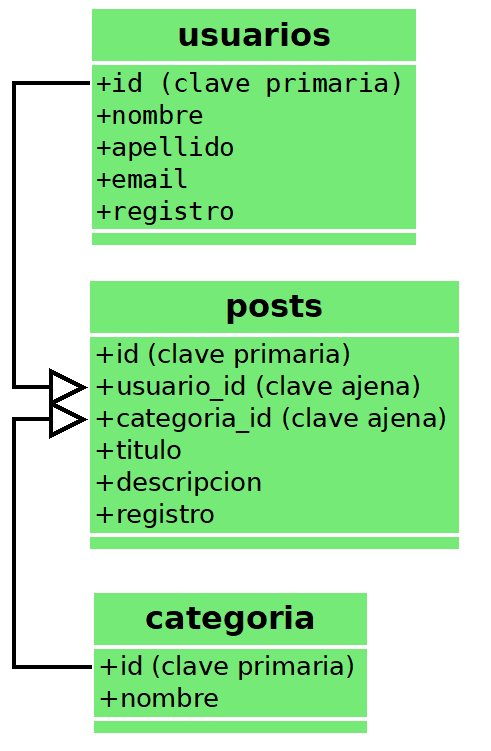 usuarios
+id (clave primaria)
+nombre
+apellido
+email
+registro
posts
+id (clave primaria)
+usuario_id (clave ajena)
+categoria_id (clave ajena)
+titulo
+descripcion
+registro
categoria
+id (clave primaria)
+nombre